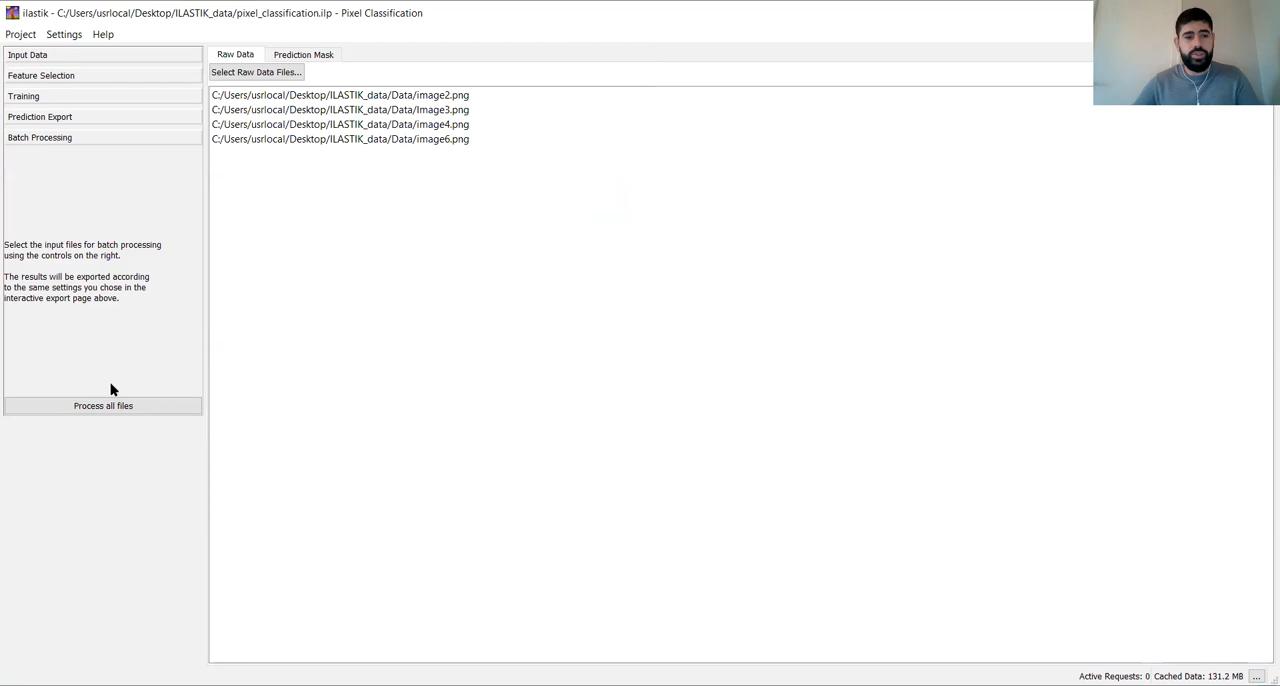 ilastik - C:/Users/usrlocal/Desktop/ILASTIK_data/pixel_classification.ilp - Pixel Classification
Project Settings Help
Input Data
Feature Selection
Training
Prediction Export
Batch Processing
Select the input files for batch processing
using the controls on the right.
The results will be exported according
to the same settings you chose in the
interactive export page above.
Process all files
Raw Data Prediction Mask
Select Raw Data Files...
C:/Users/usrlocal/Desktop/ILASTIK_data/Data/image2.png
C:/Users/usrlocal/Desktop/ILASTIK_data/Data/Image3.png
C:/Users/usrlocal/Desktop/ILASTIK_data/Data/image4.png
C:/Users/usrlocal/Desktop/ILASTIK_data/Data/image6.png
Active Requests: 0 Cached Data: 131.2 MB ...